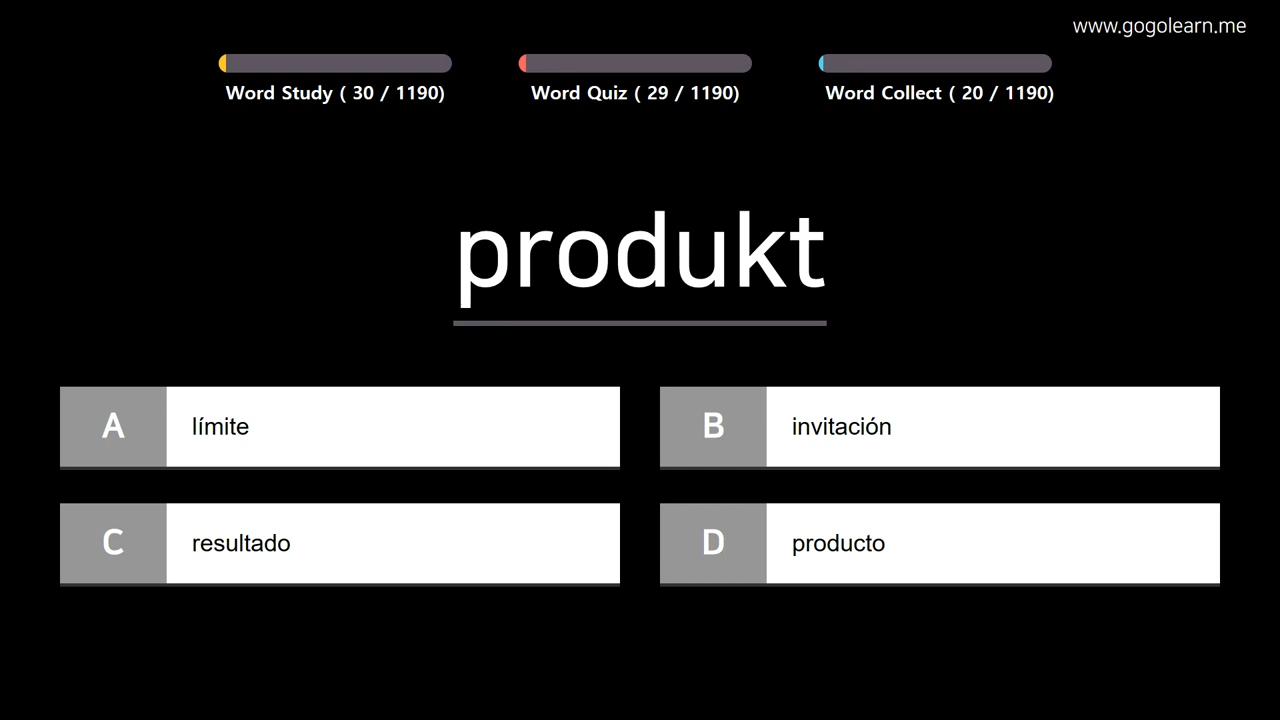 www.gogolearn.me
Word Study ( 30 / 1190)
Word Quiz ( 29 / 1190)
Word Collect ( 20 / 1190)
produkt
A límite
B invitación
C resultado
D producto